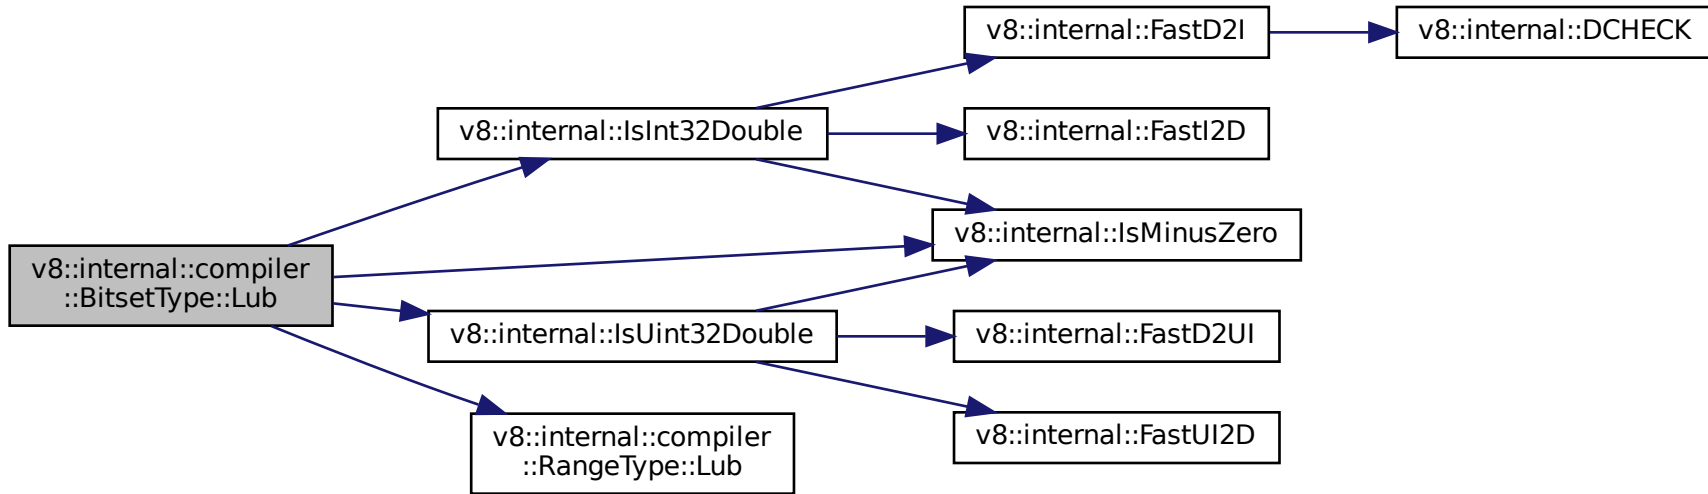 v8::internal::FastD2I
v8::internal::DCHECK
v8::internal::IsInt32Double
v8::internal::FastI2D
v8::internal::IsMinusZero
v8::internal::compiler
::BitsetType::Lub
v8::internal::IsUint32Double
v8::internal::FastD2UI
v8::internal::FastUI2D
v8::internal::compiler
::RangeType::Lub